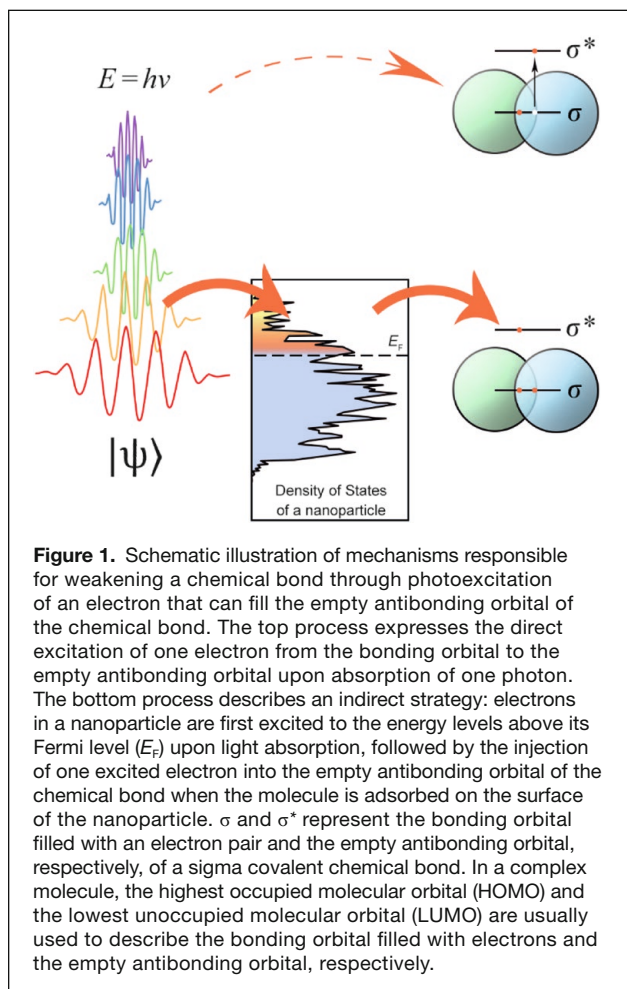 E = hν
σ*
σ
E_F
σ*
σ
|ψ⟩
Density of States
of a nanoparticle
Figure 1. Schematic illustration of mechanisms responsible
for weakening a chemical bond through photoexcitation
of an electron that can fill the empty antibonding orbital of
the chemical bond. The top process expresses the direct
excitation of one electron from the bonding orbital to the
empty antibonding orbital upon absorption of one photon.
The bottom process describes an indirect strategy: electrons
in a nanoparticle are first excited to the energy levels above its
Fermi level (E_F) upon light absorption, followed by the injection
of one excited electron into the empty antibonding orbital of the
chemical bond when the molecule is adsorbed on the surface
of the nanoparticle. σ and σ* represent the bonding orbital
filled with an electron pair and the empty antibonding orbital,
respectively, of a sigma covalent chemical bond. In a complex
molecule, the highest occupied molecular orbital (HOMO) and
the lowest unoccupied molecular orbital (LUMO) are usually
used to describe the bonding orbital filled with electrons and
the empty antibonding orbital, respectively.